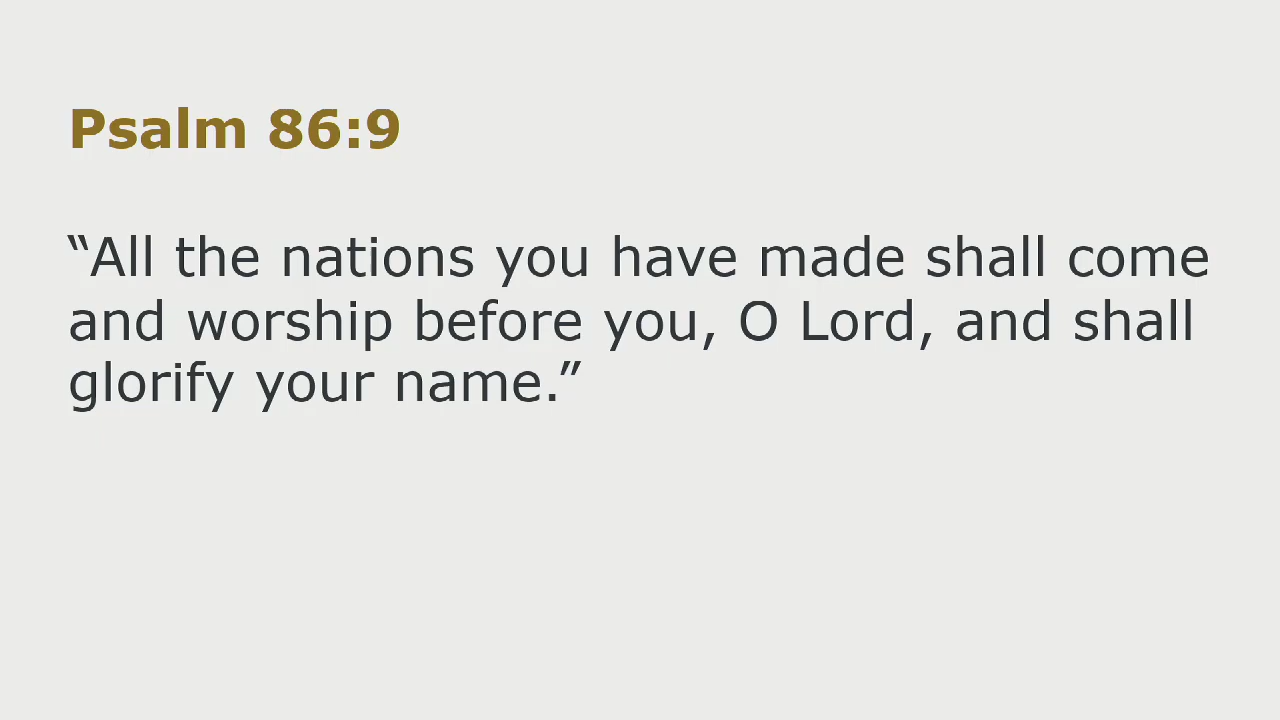 Psalm 86:9
“All the nations you have made shall come
and worship before you, O Lord, and shall
glorify your name.”